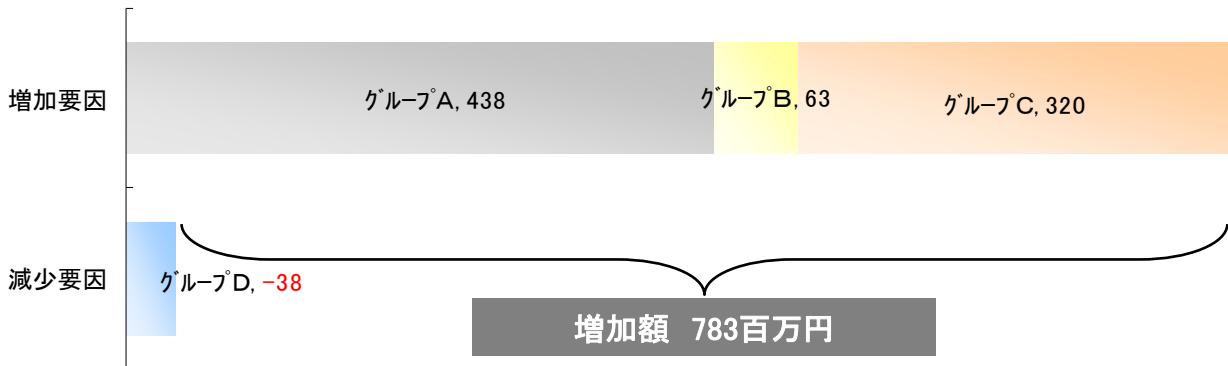 増加要因
ｸﾞﾙｰﾌﾟA, 438
ｸﾞﾙｰﾌﾟB, 63
ｸﾞﾙｰﾌﾟC, 320
減少要因
ｸﾞﾙｰﾌﾟD, -38
増加額　783百万円